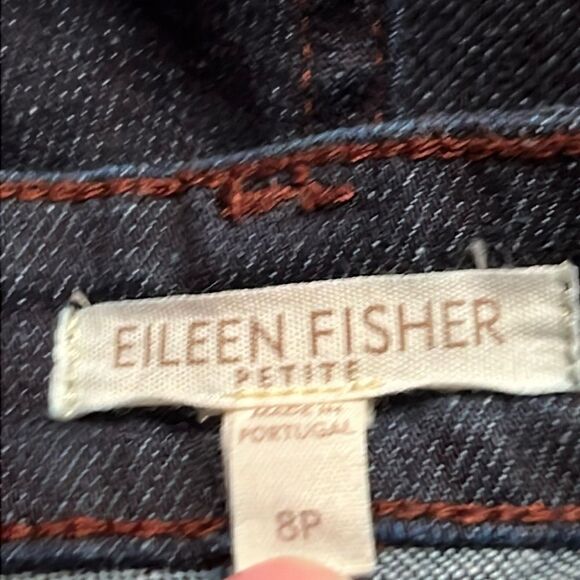 EILEEN FISHER
PETITE
MADE IN
PORTUGAL
8P